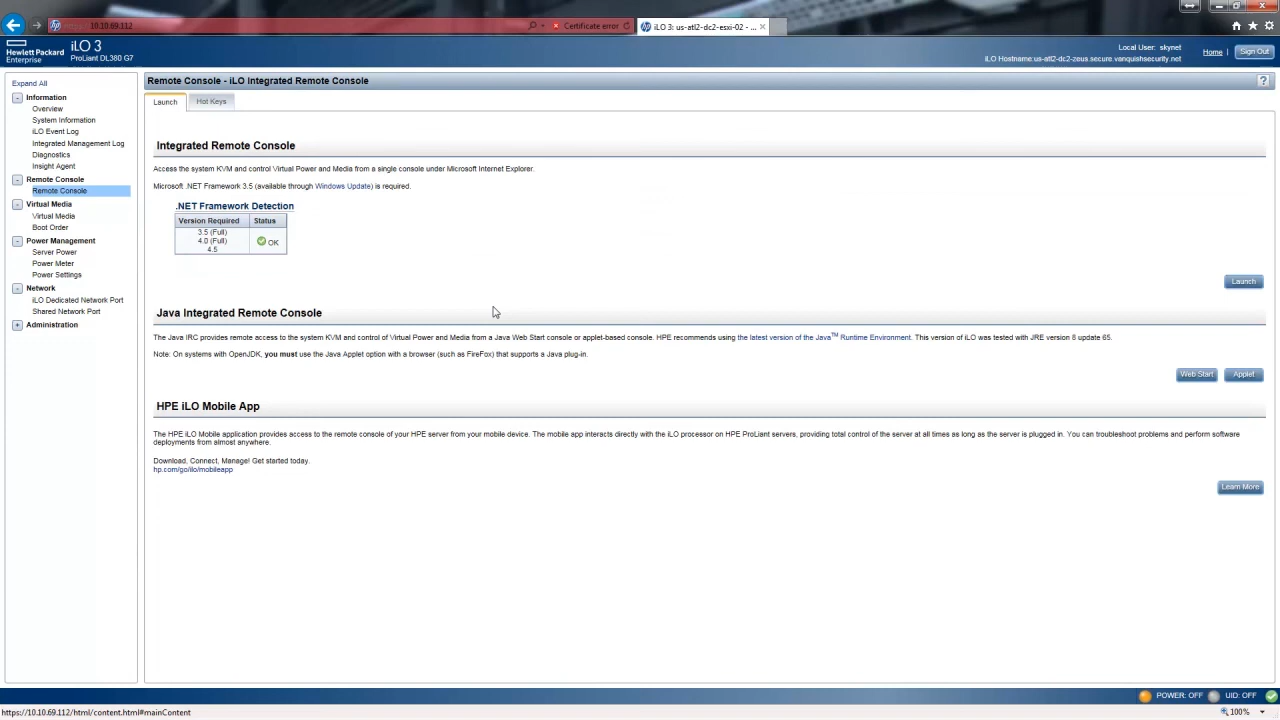 10.10.69.112
Certificate error
iLO 3: us-atl2-dc2-esxi-02 - ...
Hewlett Packard
Enterprise
iLO 3
ProLiant DL380 G7
Local User: skynet
iLO Hostname:us-atl2-dc2-zeus.secure.vanquishsecurity.net
Home
Sign Out
Expand All
Information
Overview
System Information
iLO Event Log
Integrated Management Log
Diagnostics
Insight Agent
Remote Console
Remote Console
Virtual Media
Virtual Media
Boot Order
Power Management
Server Power
Power Meter
Power Settings
Network
iLO Dedicated Network Port
Shared Network Port
Administration
Remote Console - iLO Integrated Remote Console
?
Launch
Hot Keys
Integrated Remote Console
Access the system KVM and control Virtual Power and Media from a single console under Microsoft Internet Explorer.
Microsoft .NET Framework 3.5 (available through Windows Update) is required.
.NET Framework Detection
Version Required Status
3.5 (Full)
4.0 (Full)
4.5
OK
Launch
Java Integrated Remote Console
The Java IRC provides remote access to the system KVM and control of Virtual Power and Media from a Java Web Start console or applet-based console. HPE recommends using the latest version of the Java™ Runtime Environment. This version of iLO was tested with JRE version 8 update 65.
Note: On systems with OpenJDK, you must use the Java Applet option with a browser (such as FireFox) that supports a Java plug-in.
Web Start
Applet
HPE iLO Mobile App
The HPE iLO Mobile application provides access to the remote console of your HPE server from your mobile device. The mobile app interacts directly with the iLO processor on HPE ProLiant servers, providing total control of the server at all times as long as the server is plugged in. You can troubleshoot problems and perform software
deployments from almost anywhere.
Download, Connect, Manage! Get started today.
hp.com/go/ilo/mobileapp
Learn More
POWER: OFF
UID: OFF
https://10.10.69.112/html/content.html#mainContent
100%